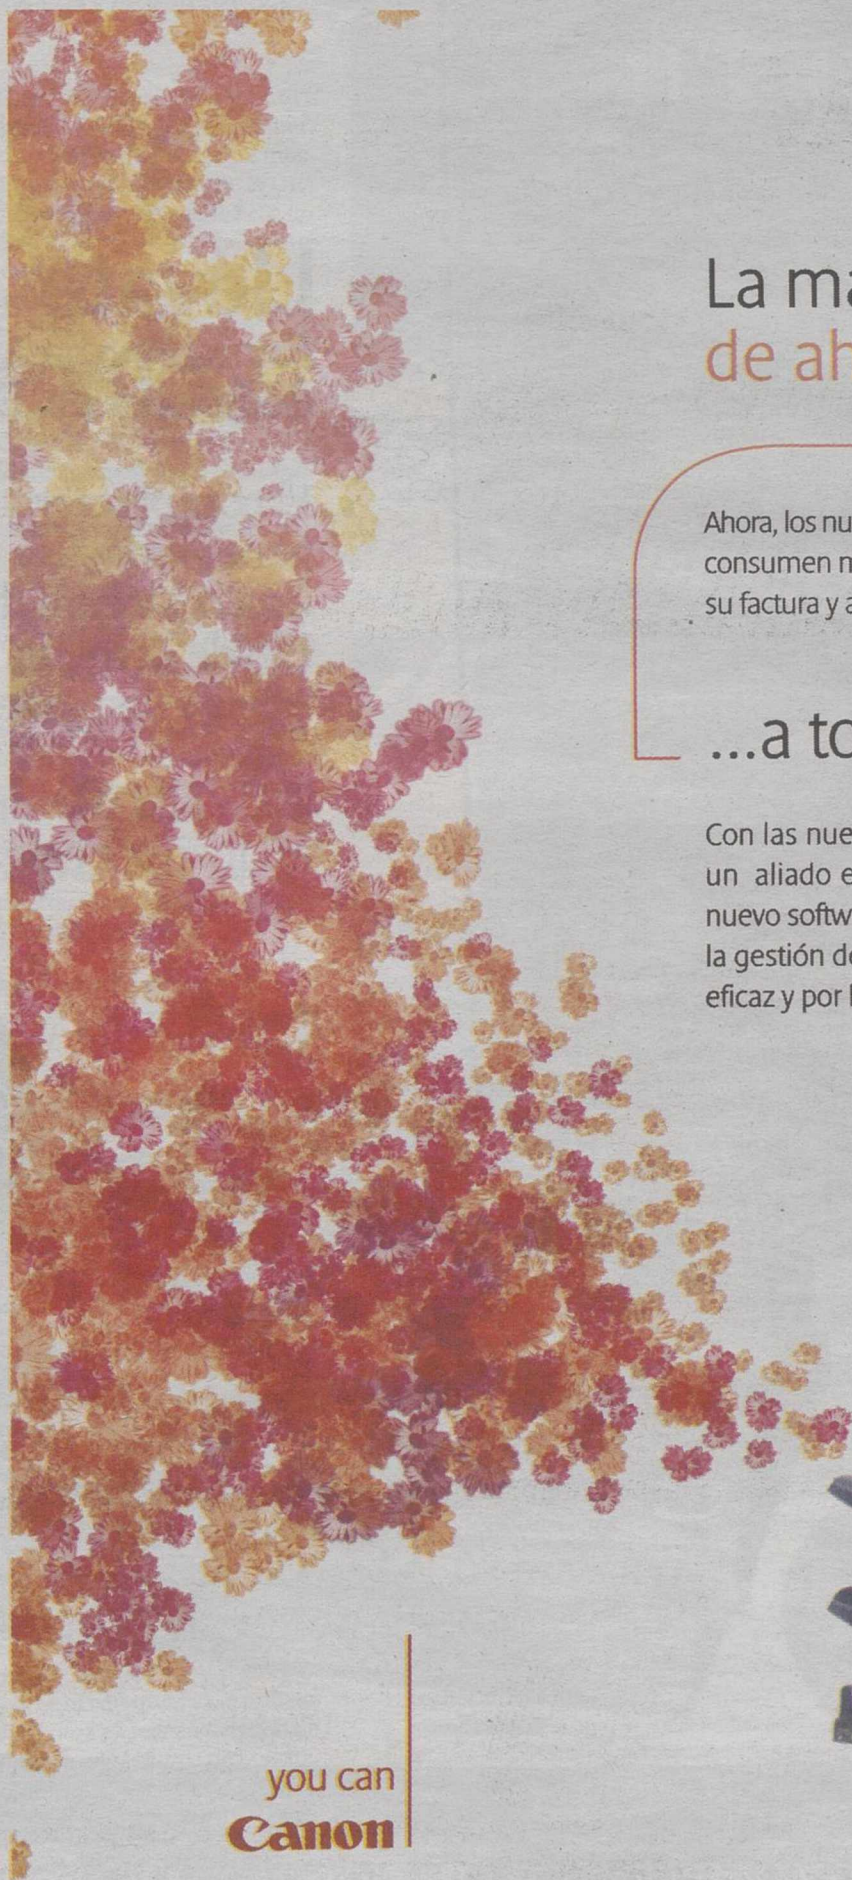 La ma
de ah
Ahora, los nu
consumen n
su factura y a
...a to
Con las nue
un aliado e
nuevo softw
la gestión de
eficaz y por l
you can
Canon